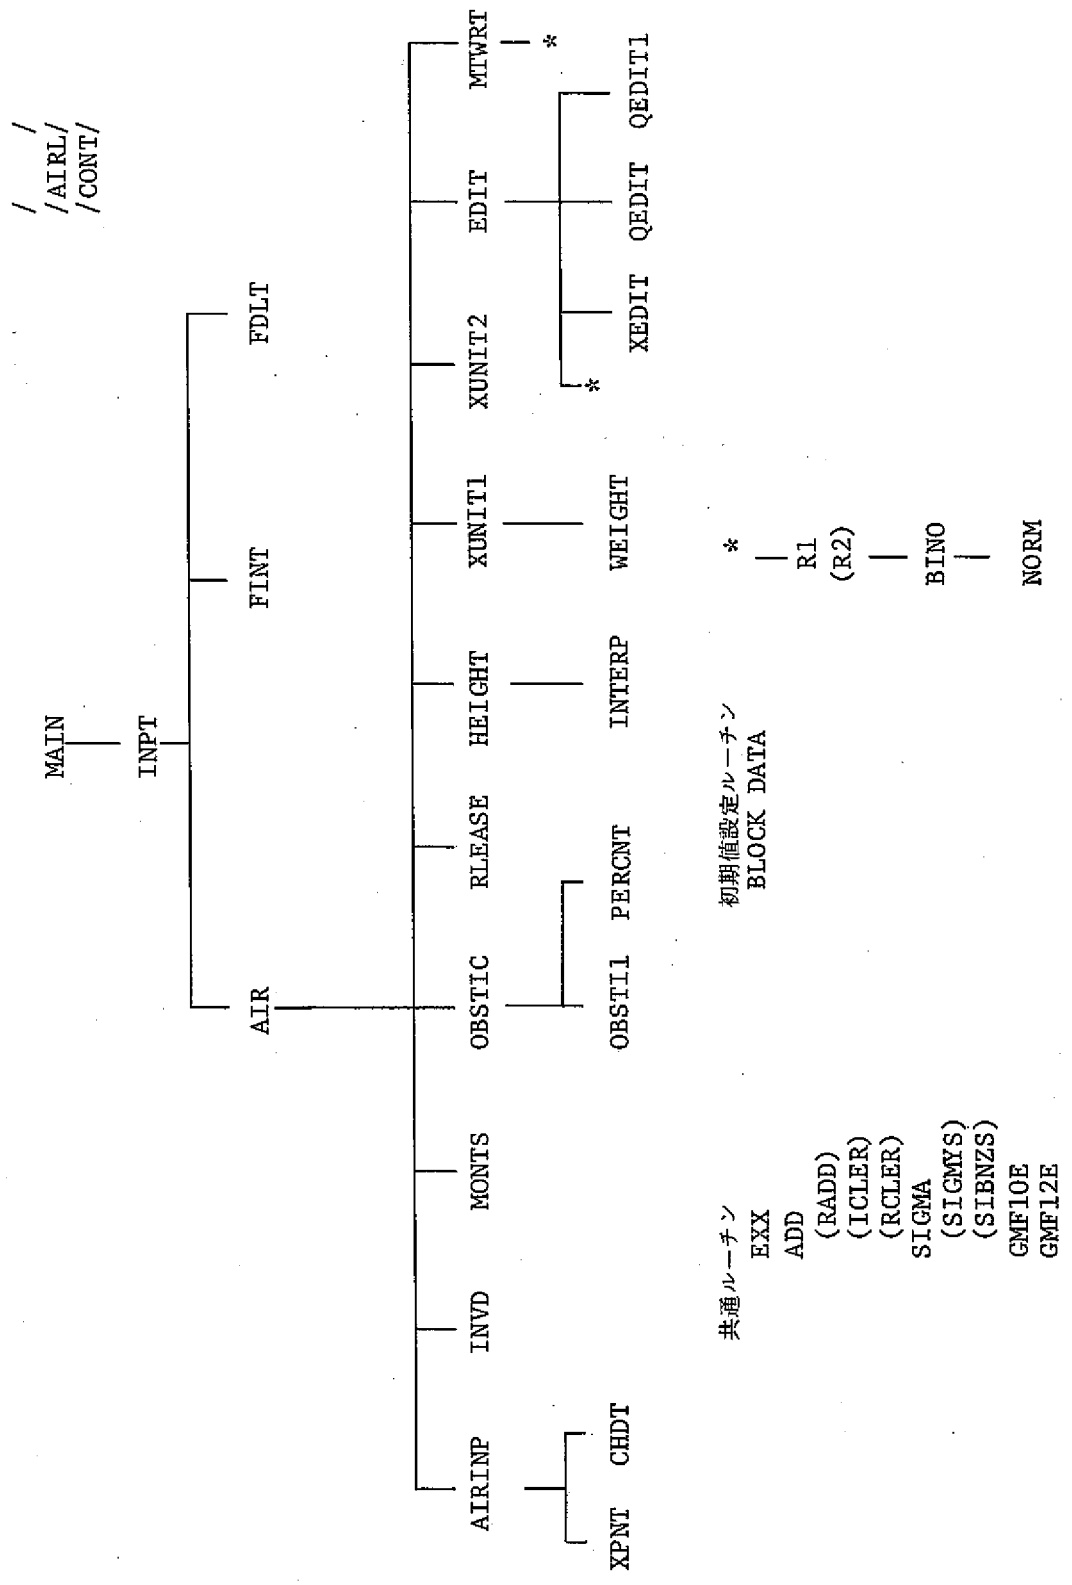 / /
/AIRL/
/CONT/
MAIN
INPT
AIR FINT FDLT
AIRINP INVD MONTS OBSTIC RLEASE HEIGHT XUNIT1 XUNIT2 EDIT MTWRT
*
*
XPNT CHDT OBSTI1 PERCNT INTERP WEIGHT XEDIT QEDIT QEDIT1
共通ルーチン
EXX
ADD
(RADD)
(ICLER)
(RCLER)
SIGMA
(SIGMYS)
(SIBNZS)
GMF10E
GMF12E
初期値設定ルーチン
BLOCK DATA
*
R1
(R2)
BINO
NORM